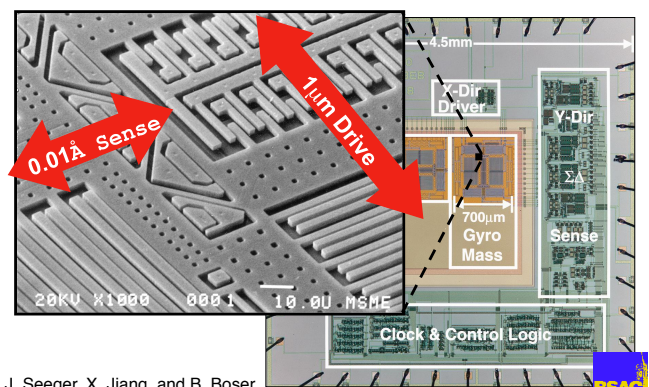 4.5mm
X-Dir
Driver
Y-Dir
ΣΔ
Sense
1μm Drive
0.01Å Sense
700μm
Gyro
Mass
20KV X1000 0001 10.0U MSME
Clock & Control Logic
J. Seeger, X. Jiang, and B. Boser
BSAC